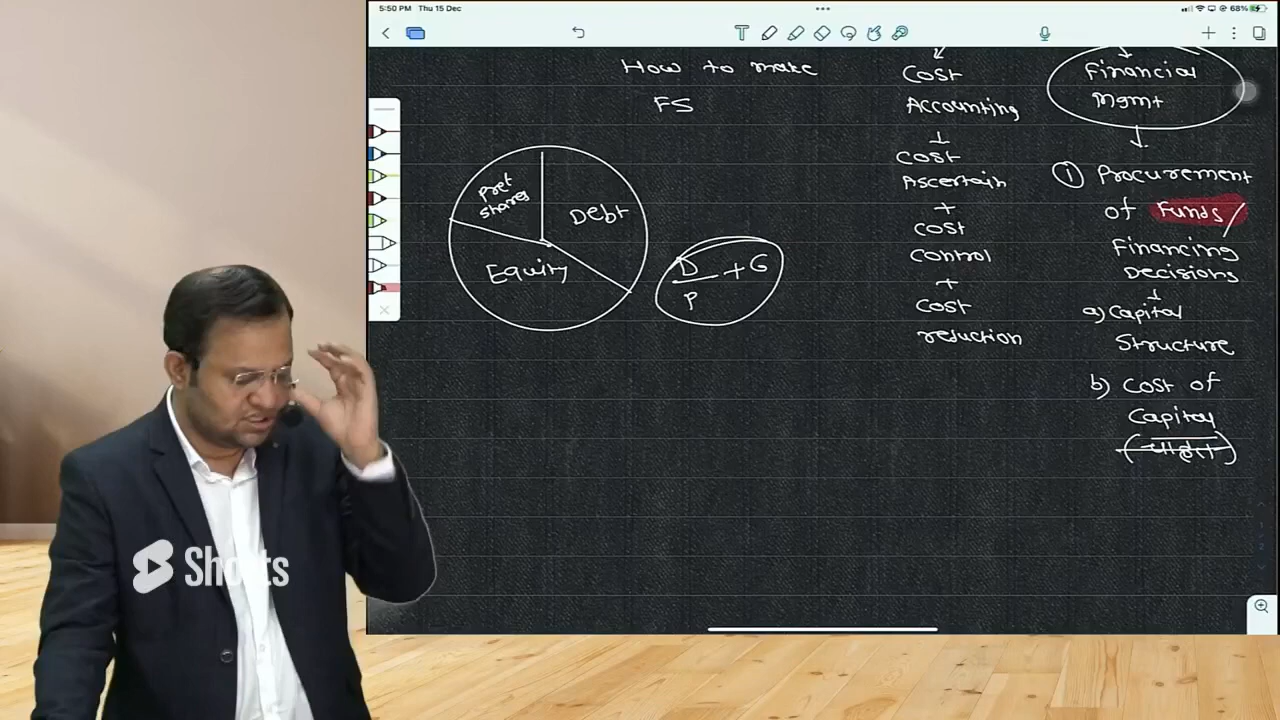 5:50 PM Thu 15 Dec
68%
How to make
FS
Pref
shares
Debt
Equity
D
P
+ G
Cost
Accounting
Cost
Ascertain
+
Cost
Control
+
Cost
reduction
Financial
Mgmt
① Procurement
of Funds/
Financing
Decisions
a) Capital
Structure
b) Cost of
Capital
Shorts